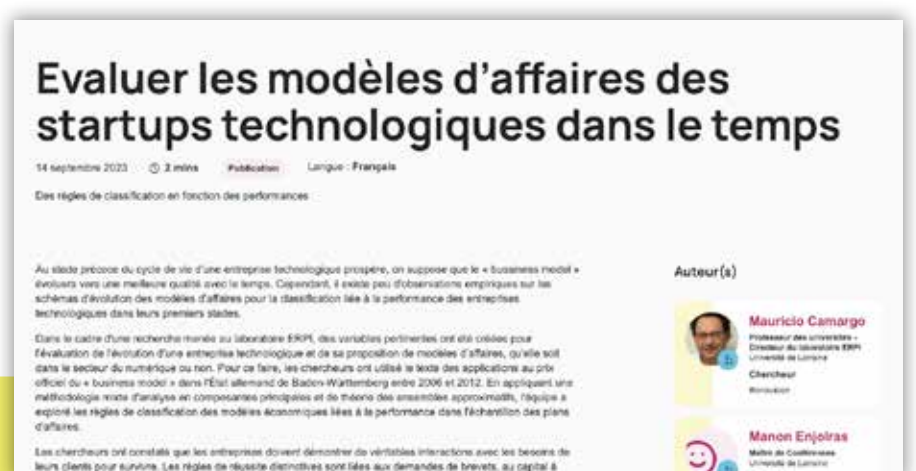 Evaluer les modèles d’affaires des
startups technologiques dans le temps
14 septembre 2023 2 mins Publication Langue : Français
Des règles de classification en fonction des performances
Au stade précoce du cycle de vie d'une entreprise technologique prospère, on suppose que le « bussiness model »
évoluera vers une meilleure qualité avec le temps. Cependant, il existe peu d'observations empiriques sur les
schémas d'évolution des modèles d'affaires pour la classification liée à la performance des entreprises
technologiques dans leurs premiers stades.
Dans le cadre d'une recherche menée au laboratoire ERPI, des variables pertinentes ont été créées pour
l'évaluation de l'évolution d'une entreprise technologique et de sa proposition de modèles d'affaires, qu'elle soit
dans le secteur du numérique ou non. Pour ce faire, les chercheurs ont utilisé le texte des applications au prix
officiel du « business model » dans l'État allemand de Baden-Württemberg entre 2006 et 2012. En appliquant une
méthodologie mixte d'analyse en composantes principales et de théorie des ensembles approximatifs, l'équipe a
exploré les règles de classification des modèles économiques liées à la performance dans l'échantillon des plans
d'affaires.
Les chercheurs ont constaté que les entreprises doivent démontrer de véritables interactions avec les besoins de
leurs clients pour survivre. Les règles de réussite distinctives sont liées aux demandes de brevets, au capital à
Auteur(s)
Mauricio Camargo
Professeur des universités -
Directeur du laboratoire ERPI
Université de Lorraine
Chercheur
Rénovation
Manon Enjolras
Maître de Conférences
Université de Lorraine